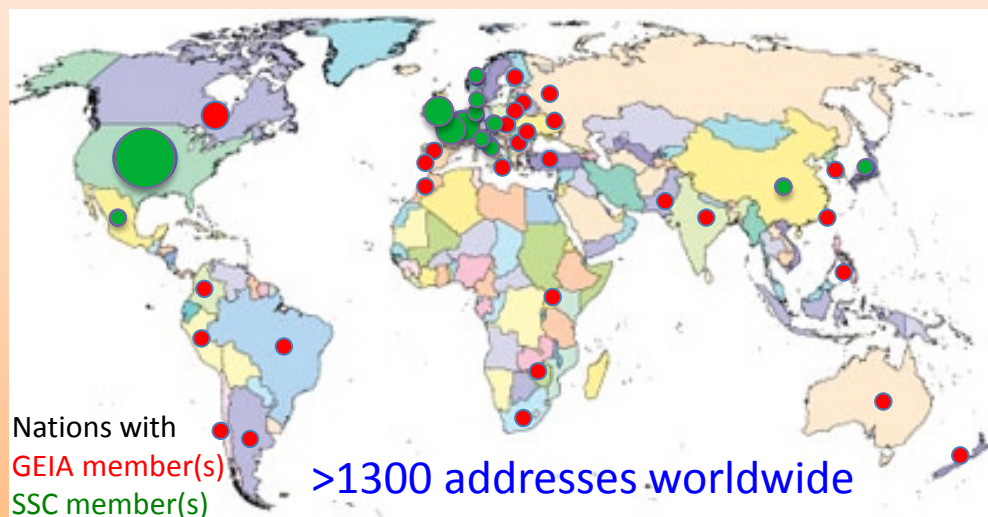 Nations with
GEIA member(s)
SSC member(s)
>1300 addresses worldwide